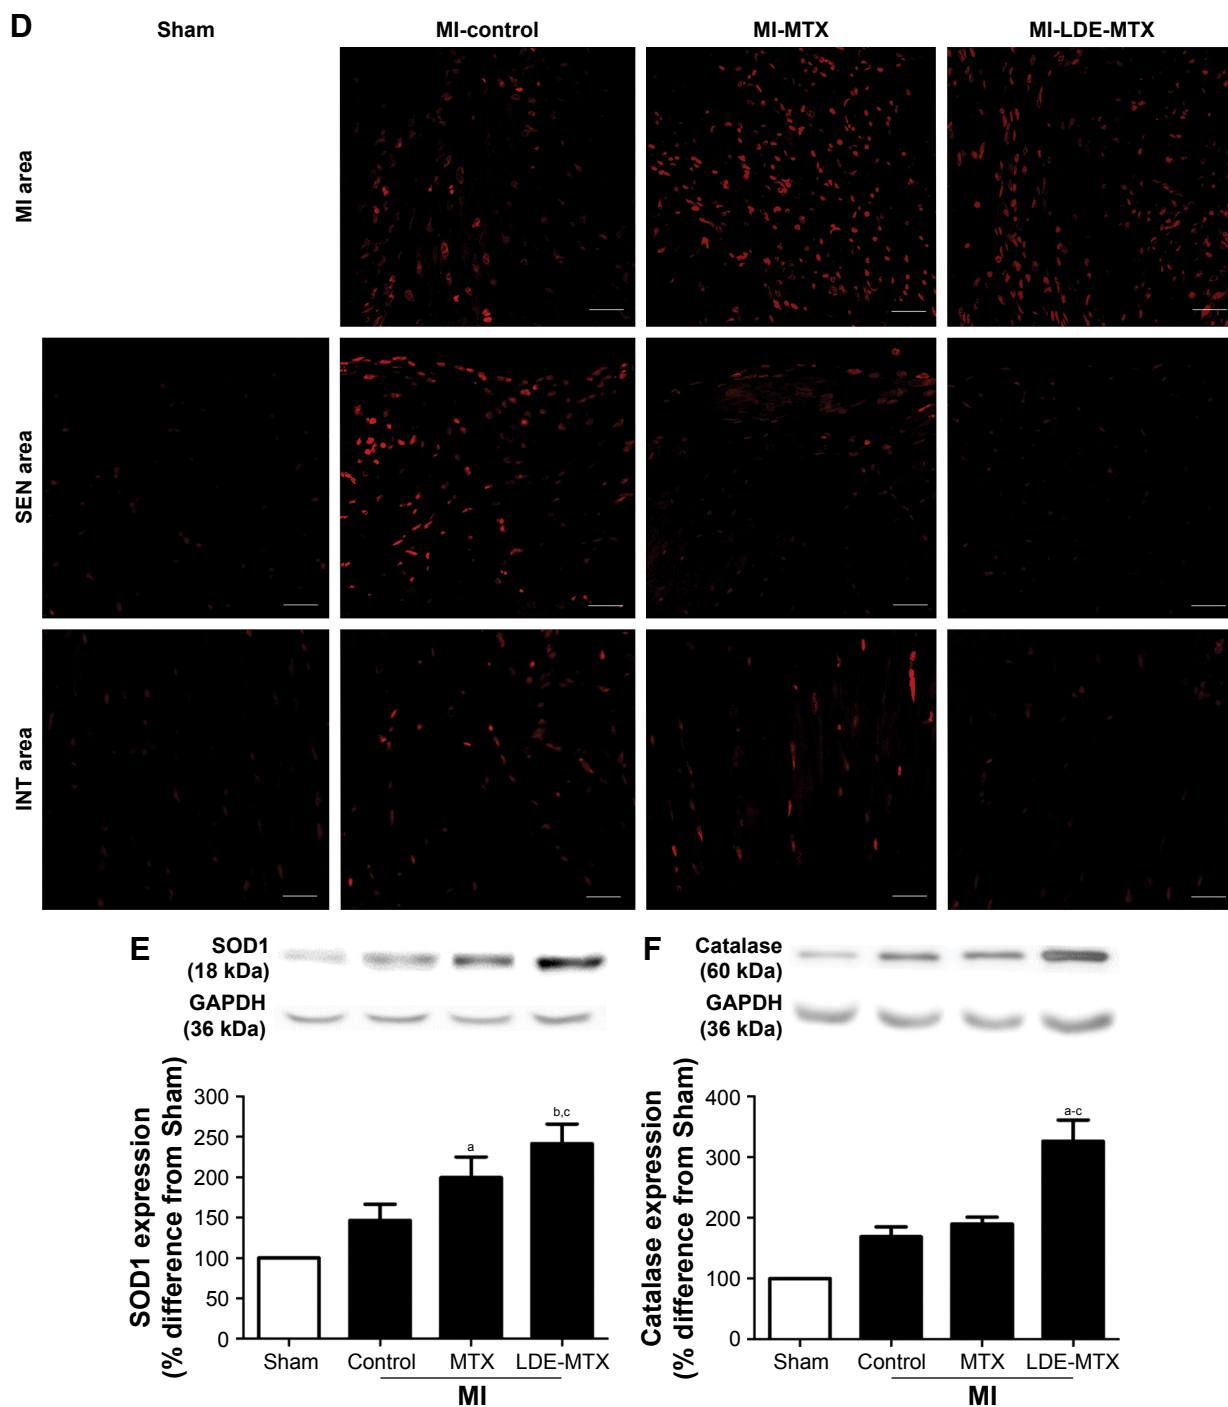 D
Sham
MI-control
MI-MTX
MI-LDE-MTX
MI area
SEN area
INT area
E
SOD1
(18 kDa)
GAPDH
(36 kDa)
SOD1 expression
(% difference from Sham)
300
250
200
150
100
50
0
a
b,c
Sham
Control
MTX
LDE-MTX
MI
F
Catalase
(60 kDa)
GAPDH
(36 kDa)
Catalase expression
(% difference from Sham)
400
300
200
100
0
a-c
Sham
Control
MTX
LDE-MTX
MI